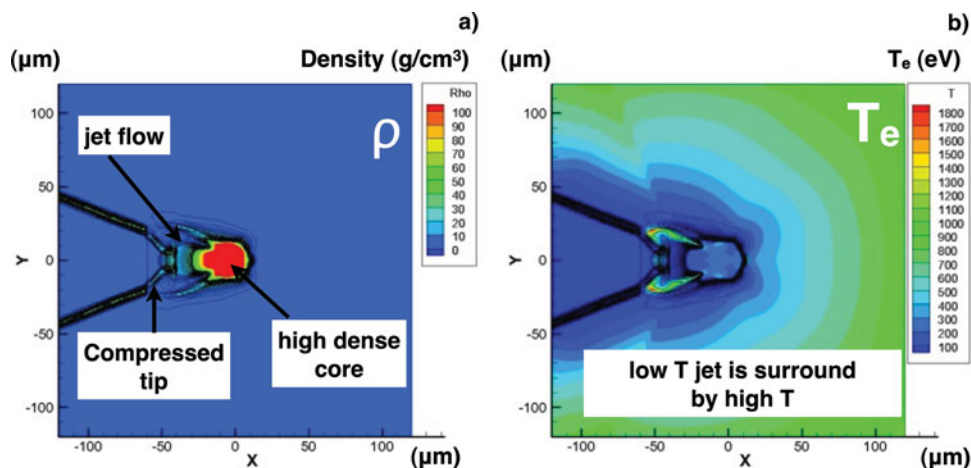 a)
(μm)
Density (g/cm³)
Rho
100
90
80
70
60
50
40
30
20
10
0
ρ
jet flow
Compressed
tip
high dense
core
100
50
0
-50
-100
Y
-100
-50
0
50
100
X
(μm)
b)
(μm)
Tₑ (eV)
T
1800
1700
1600
1500
1400
1300
1200
1100
1000
900
800
700
600
500
400
300
200
100
Tₑ
low T jet is surround
by high T
100
50
0
-50
-100
Y
-100
-50
0
50
100
X
(μm)